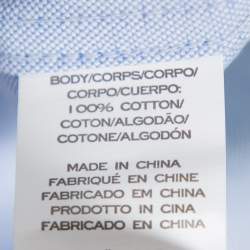 BODY/CORPS/CORPO/
CORPO/CUERPO:
100% COTTON/
COTON/ALGODÃO/
COTONE/ALGODÓN
MADE IN CHINA
FABRIQUÉ EN CHINE
FABRICADO EM CHINA
PRODOTTO IN CINA
FABRICADO EN CHINA